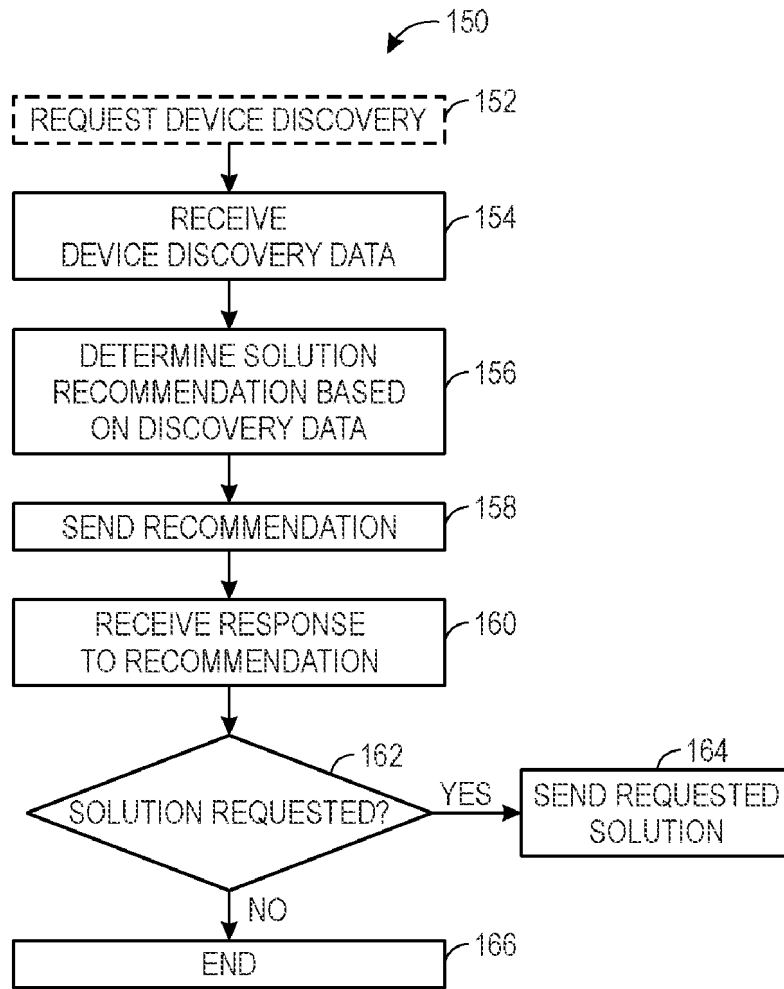 150
REQUEST DEVICE DISCOVERY
152
RECEIVE
DEVICE DISCOVERY DATA
154
DETERMINE SOLUTION
RECOMMENDATION BASED
ON DISCOVERY DATA
156
SEND RECOMMENDATION
158
RECEIVE RESPONSE
TO RECOMMENDATION
160
SOLUTION REQUESTED?
162
YES
164
SEND REQUESTED
SOLUTION
NO
END
166